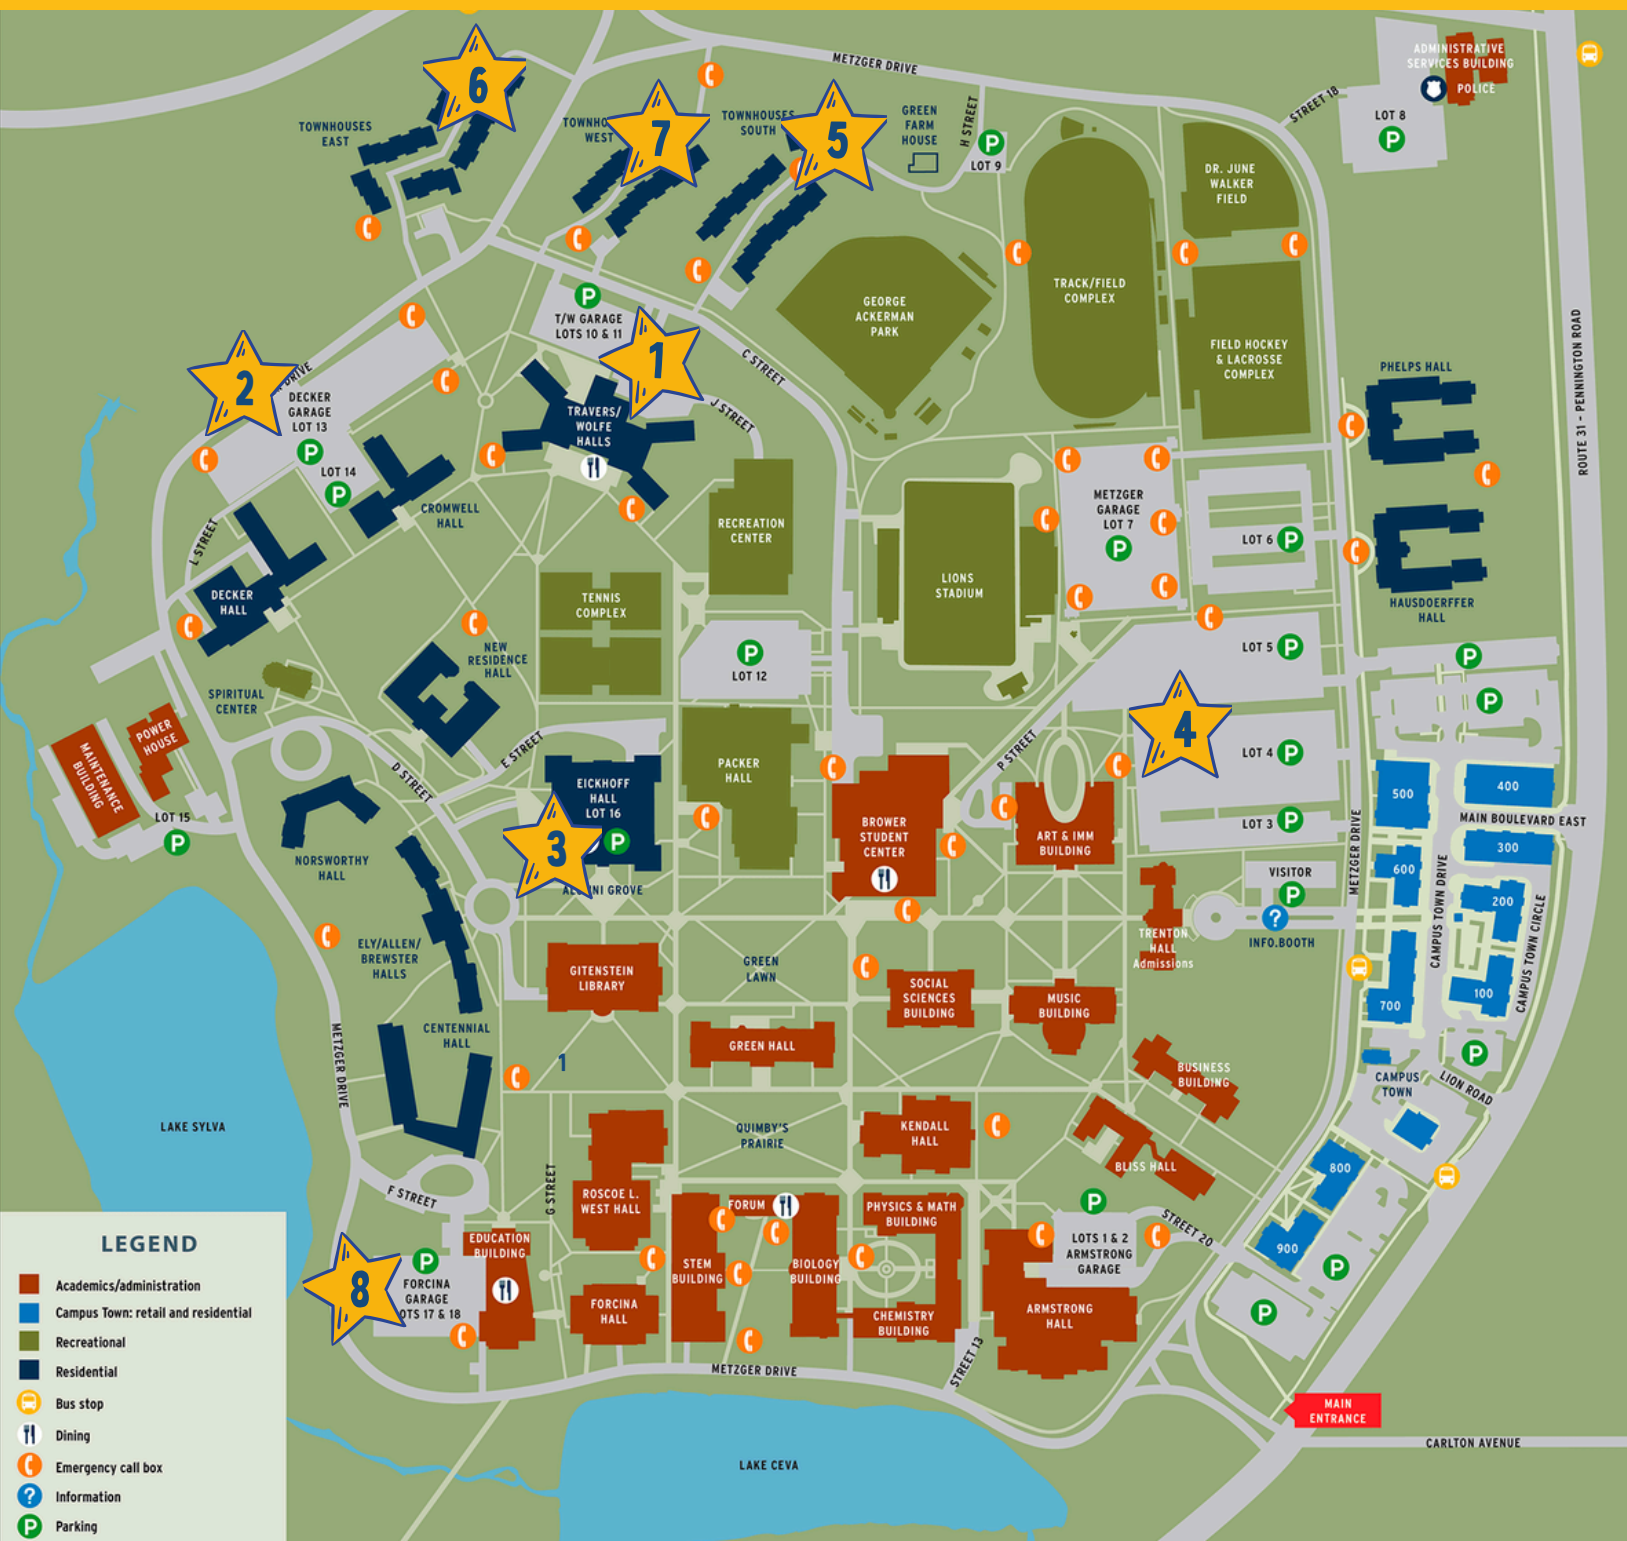 METZGER DRIVE
ADMINISTRATIVE
SERVICES BUILDING
POLICE
LOT 8
P
STREET 18
6
TOWNHOUSES
EAST
WEST
7
TOWNHOUSES
SOUTH
5
GREEN
FARM
HOUSE
H STREET
P
LOT 9
DR. JUNE
WALKER
FIELD
TRACK/FIELD
COMPLEX
GEORGE
ACKERMAN
PARK
FIELD HOCKEY
& LACROSSE
COMPLEX
ROUTE 31 - PENNINGTON ROAD
P
T/W GARAGE
LOTS 10 & 11
1
C STREET
J STREET
2
DRIVE
DECKER
GARAGE
LOT 13
P
LOT 14
P
TRAVERS/
WOLFE
HALLS
CROMWELL
HALL
PHELPS HALL
METZGER
GARAGE
LOT 7
P
LOT 6 P
RECREATION
CENTER
L STREET
DECKER
HALL
TENNIS
COMPLEX
LIONS
STADIUM
HAUSDOERFFER
HALL
NEW
RESIDENCE
HALL
P
LOT 12
LOT 5 P
P
P
SPIRITUAL
CENTER
4
LOT 4 P
LOT 3 P
MAINTENANCE
BUILDING
POWER
HOUSE
LOT 15
P
D STREET
E STREET
EICKHOFF
HALL
LOT 16
P
3
PACKER
HALL
P STREET
BROWER
STUDENT
CENTER
ART & IMM
BUILDING
METZGER DRIVE
500
400
MAIN BOULEVARD EAST
300
600
200
CAMPUS TOWN DRIVE
CAMPUS TOWN CIRCLE
700
100
NORSWORTHY
HALL
VISITOR
P
INFO.BOOTH
TRENTON
HALL
Admissions
ELY/ALLEN/
BREWSTER
HALLS
GITENSTEIN
LIBRARY
GREEN
LAWN
SOCIAL
SCIENCES
BUILDING
MUSIC
BUILDING
CENTENNIAL
HALL
GREEN HALL
1
METZGER DRIVE
BUSINESS
BUILDING
P
CAMPUS
TOWN
LION ROAD
LAKE SYLVA
QUIMBY'S
PRAIRIE
KENDALL
HALL
BLISS HALL
800
900
P
P
F STREET
G STREET
ROSCOE L.
WEST HALL
FORUM
PHYSICS & MATH
BUILDING
P
LOTS 1 & 2
ARMSTRONG
GARAGE
STREET 20
EDUCATION
BUILDING
8
P
FORCINA
GARAGE
OTS 17 & 18
STEM
BUILDING
BIOLOGY
BUILDING
FORCINA
HALL
CHEMISTRY
BUILDING
ARMSTRONG
HALL
STREET 13
METZGER DRIVE
MAIN
ENTRANCE
CARLTON AVENUE
LAKE CEVA
LEGEND
Academics/administration
Campus Town: retail and residential
Recreational
Residential
Bus stop
Dining
Emergency call box
? Information
P Parking